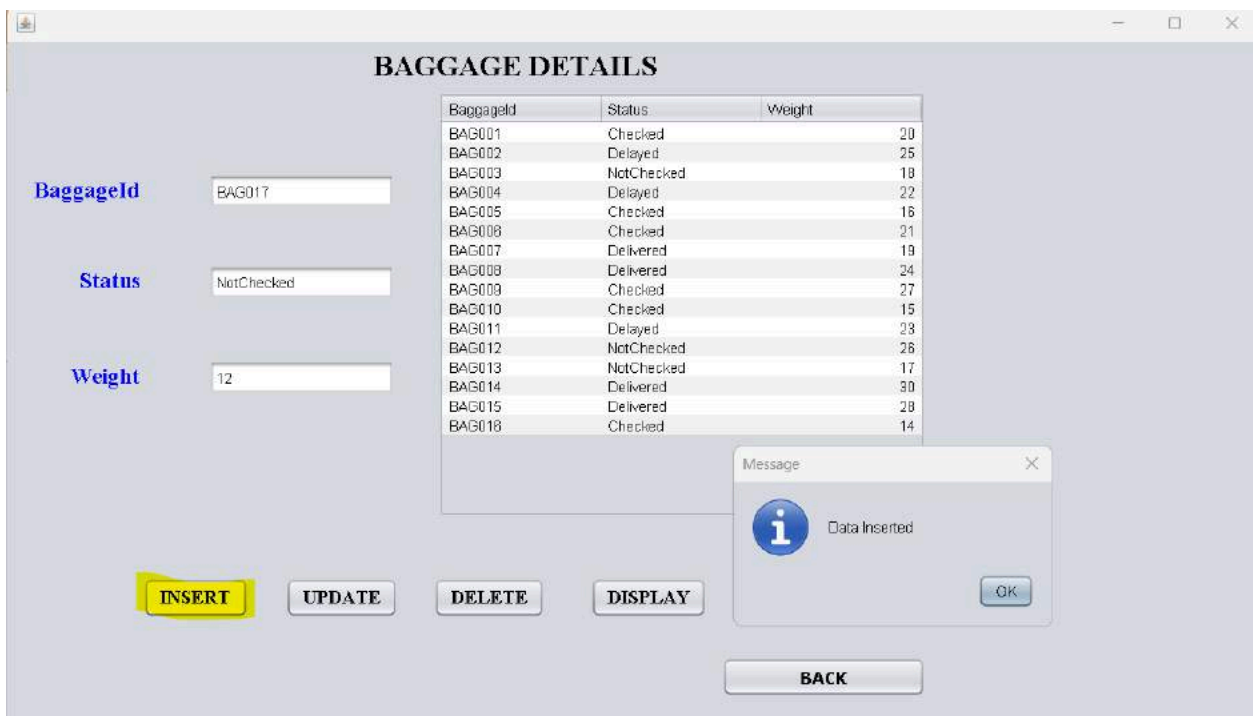 BAGGAGE DETAILS
BaggageId Status Weight
BAG001 Checked 20
BAG002 Delayed 25
BAG003 NotChecked 18
BAG004 Delayed 22
BAG005 Checked 16
BAG006 Checked 21
BAG007 Delivered 19
BAG008 Delivered 24
BAG009 Checked 27
BAG010 Checked 15
BAG011 Delayed 23
BAG012 NotChecked 26
BAG013 NotChecked 17
BAG014 Delivered 30
BAG015 Delivered 28
BAG016 Checked 14
BaggageId BAG017
Status NotChecked
Weight 12
Message
Data Inserted
OK
INSERT UPDATE DELETE DISPLAY
BACK